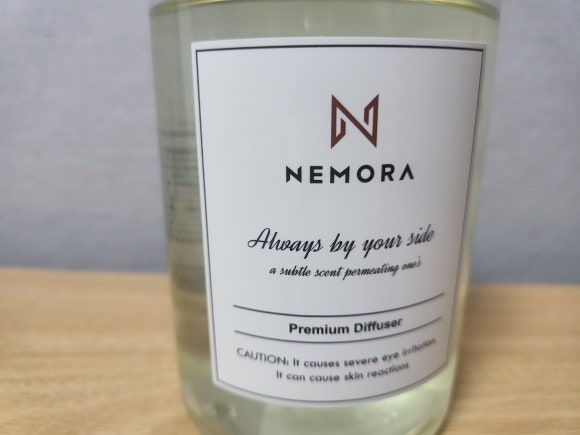 NEMORA
Always by your side
a subtle scent permeating one's
Premium Diffuser
CAUTION: It causes severe eye irritation.
It can cause skin reactions